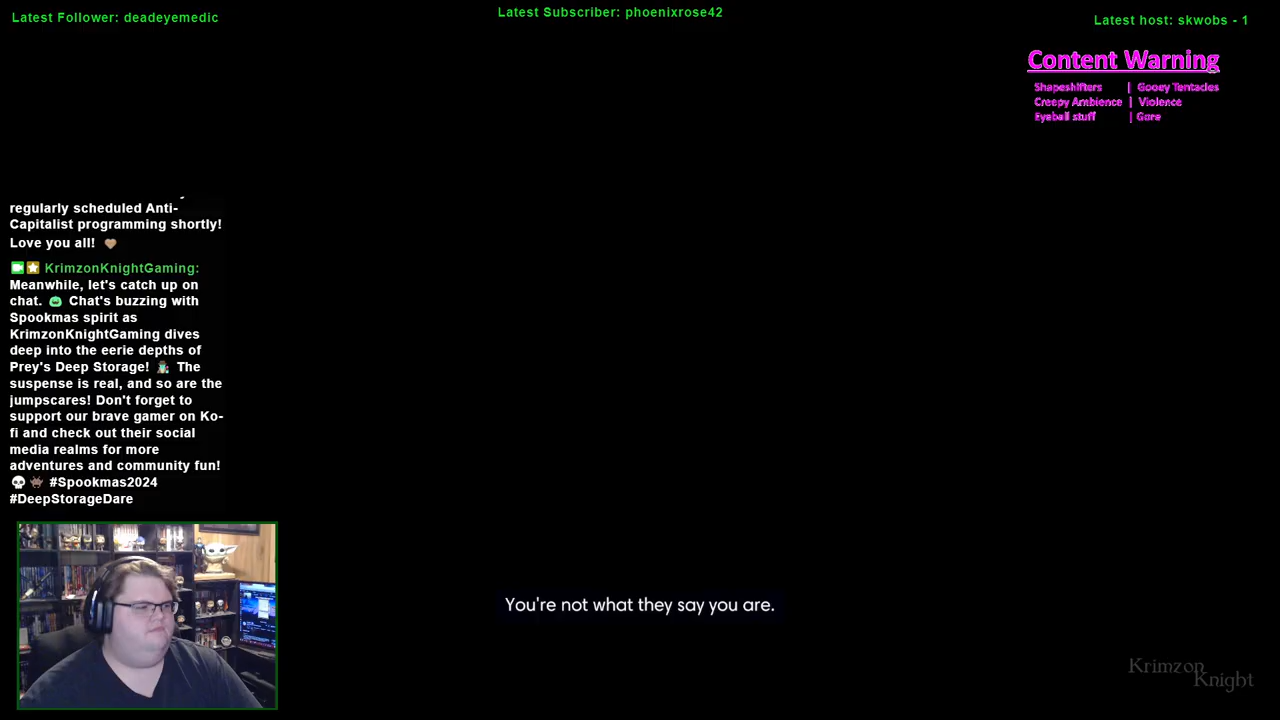 Latest Follower: deadeyemedic
Latest Subscriber: phoenixrose42
Latest host: skwobs - 1
Content Warning
Shapeshifters | Gooey Tentacles
Creepy Ambience | Violence
Eyeball stuff | Gore
regularly scheduled Anti-
Capitalist programming shortly!
Love you all!
KrimzonKnightGaming:
Meanwhile, let's catch up on
chat. Chat's buzzing with
Spookmas spirit as
KrimzonKnightGaming dives
deep into the eerie depths of
Prey's Deep Storage! The
suspense is real, and so are the
jumpscares! Don't forget to
support our brave gamer on Ko-
fi and check out their social
media realms for more
adventures and community fun!
#Spookmas2024
#DeepStorageDare
You're not what they say you are.
Krimzon
Knight